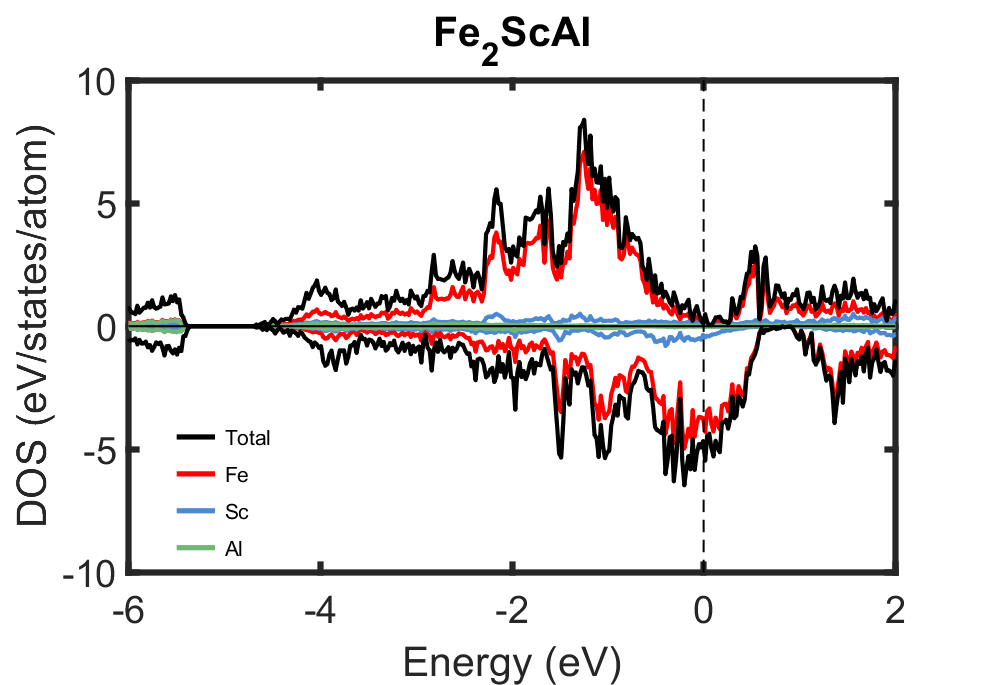 Fe2ScAl
10
5
0
-5
-10
DOS (eV/states/atom)
Total
Fe
Sc
Al
-6 -4 -2 0 2
Energy (eV)